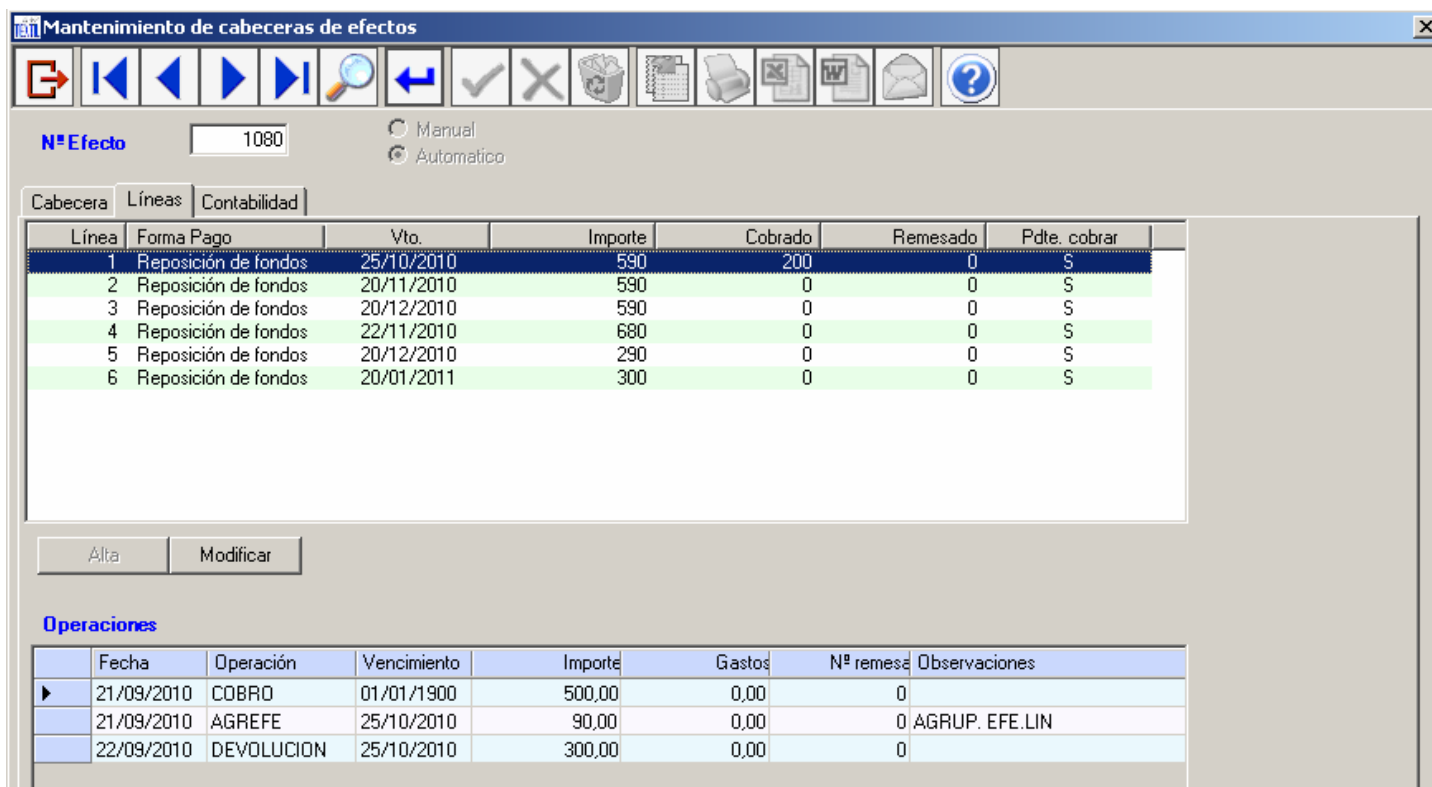 Mantenimiento de cabeceras de efectos
Nº Efecto 1080
Manual
Automatico
Cabecera Líneas Contabilidad
Línea Forma Pago Vto. Importe Cobrado Remesado Pdte. cobrar
1 Reposición de fondos 25/10/2010 590 200 0 S
2 Reposición de fondos 20/11/2010 590 0 0 S
3 Reposición de fondos 20/12/2010 590 0 0 S
4 Reposición de fondos 22/11/2010 680 0 0 S
5 Reposición de fondos 20/12/2010 290 0 0 S
6 Reposición de fondos 20/01/2011 300 0 0 S
Alta Modificar
Operaciones
Fecha Operación Vencimiento Importe Gastos Nº remesa Observaciones
21/09/2010 COBRO 01/01/1900 500,00 0,00 0
21/09/2010 AGREFE 25/10/2010 90,00 0,00 0 AGRUP. EFE.LIN
22/09/2010 DEVOLUCION 25/10/2010 300,00 0,00 0